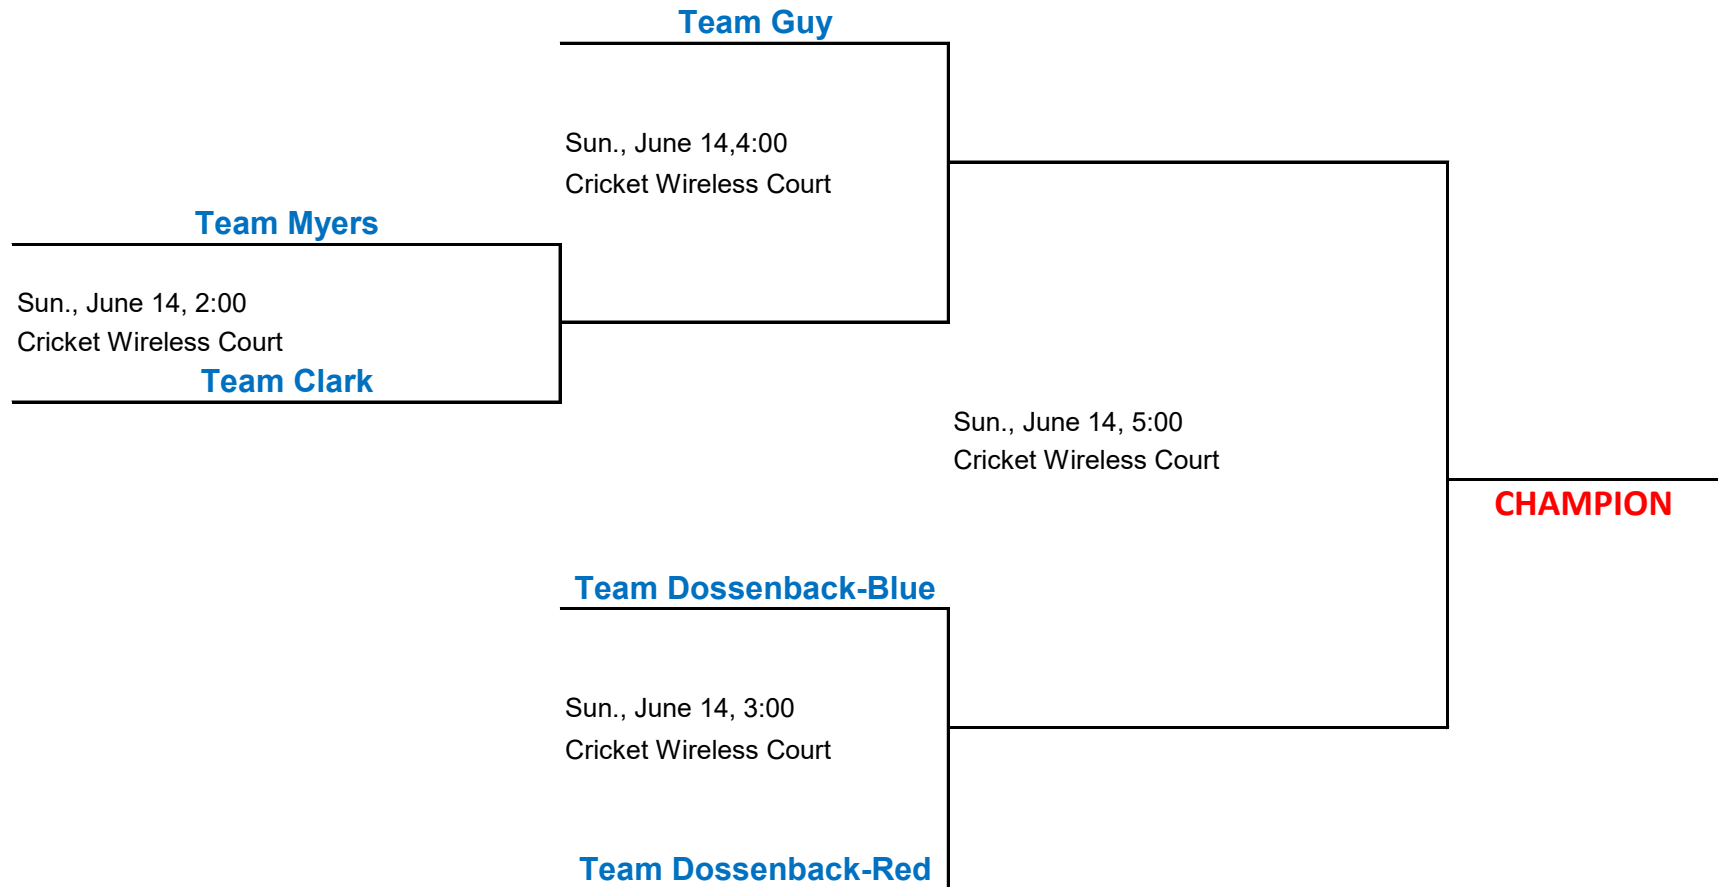 Team Guy
Sun., June 14,4:00
Cricket Wireless Court
Team Myers
Sun., June 14, 2:00
Cricket Wireless Court
Team Clark
Sun., June 14, 5:00
Cricket Wireless Court
CHAMPION
Team Dossenback-Blue
Sun., June 14, 3:00
Cricket Wireless Court
Team Dossenback-Red